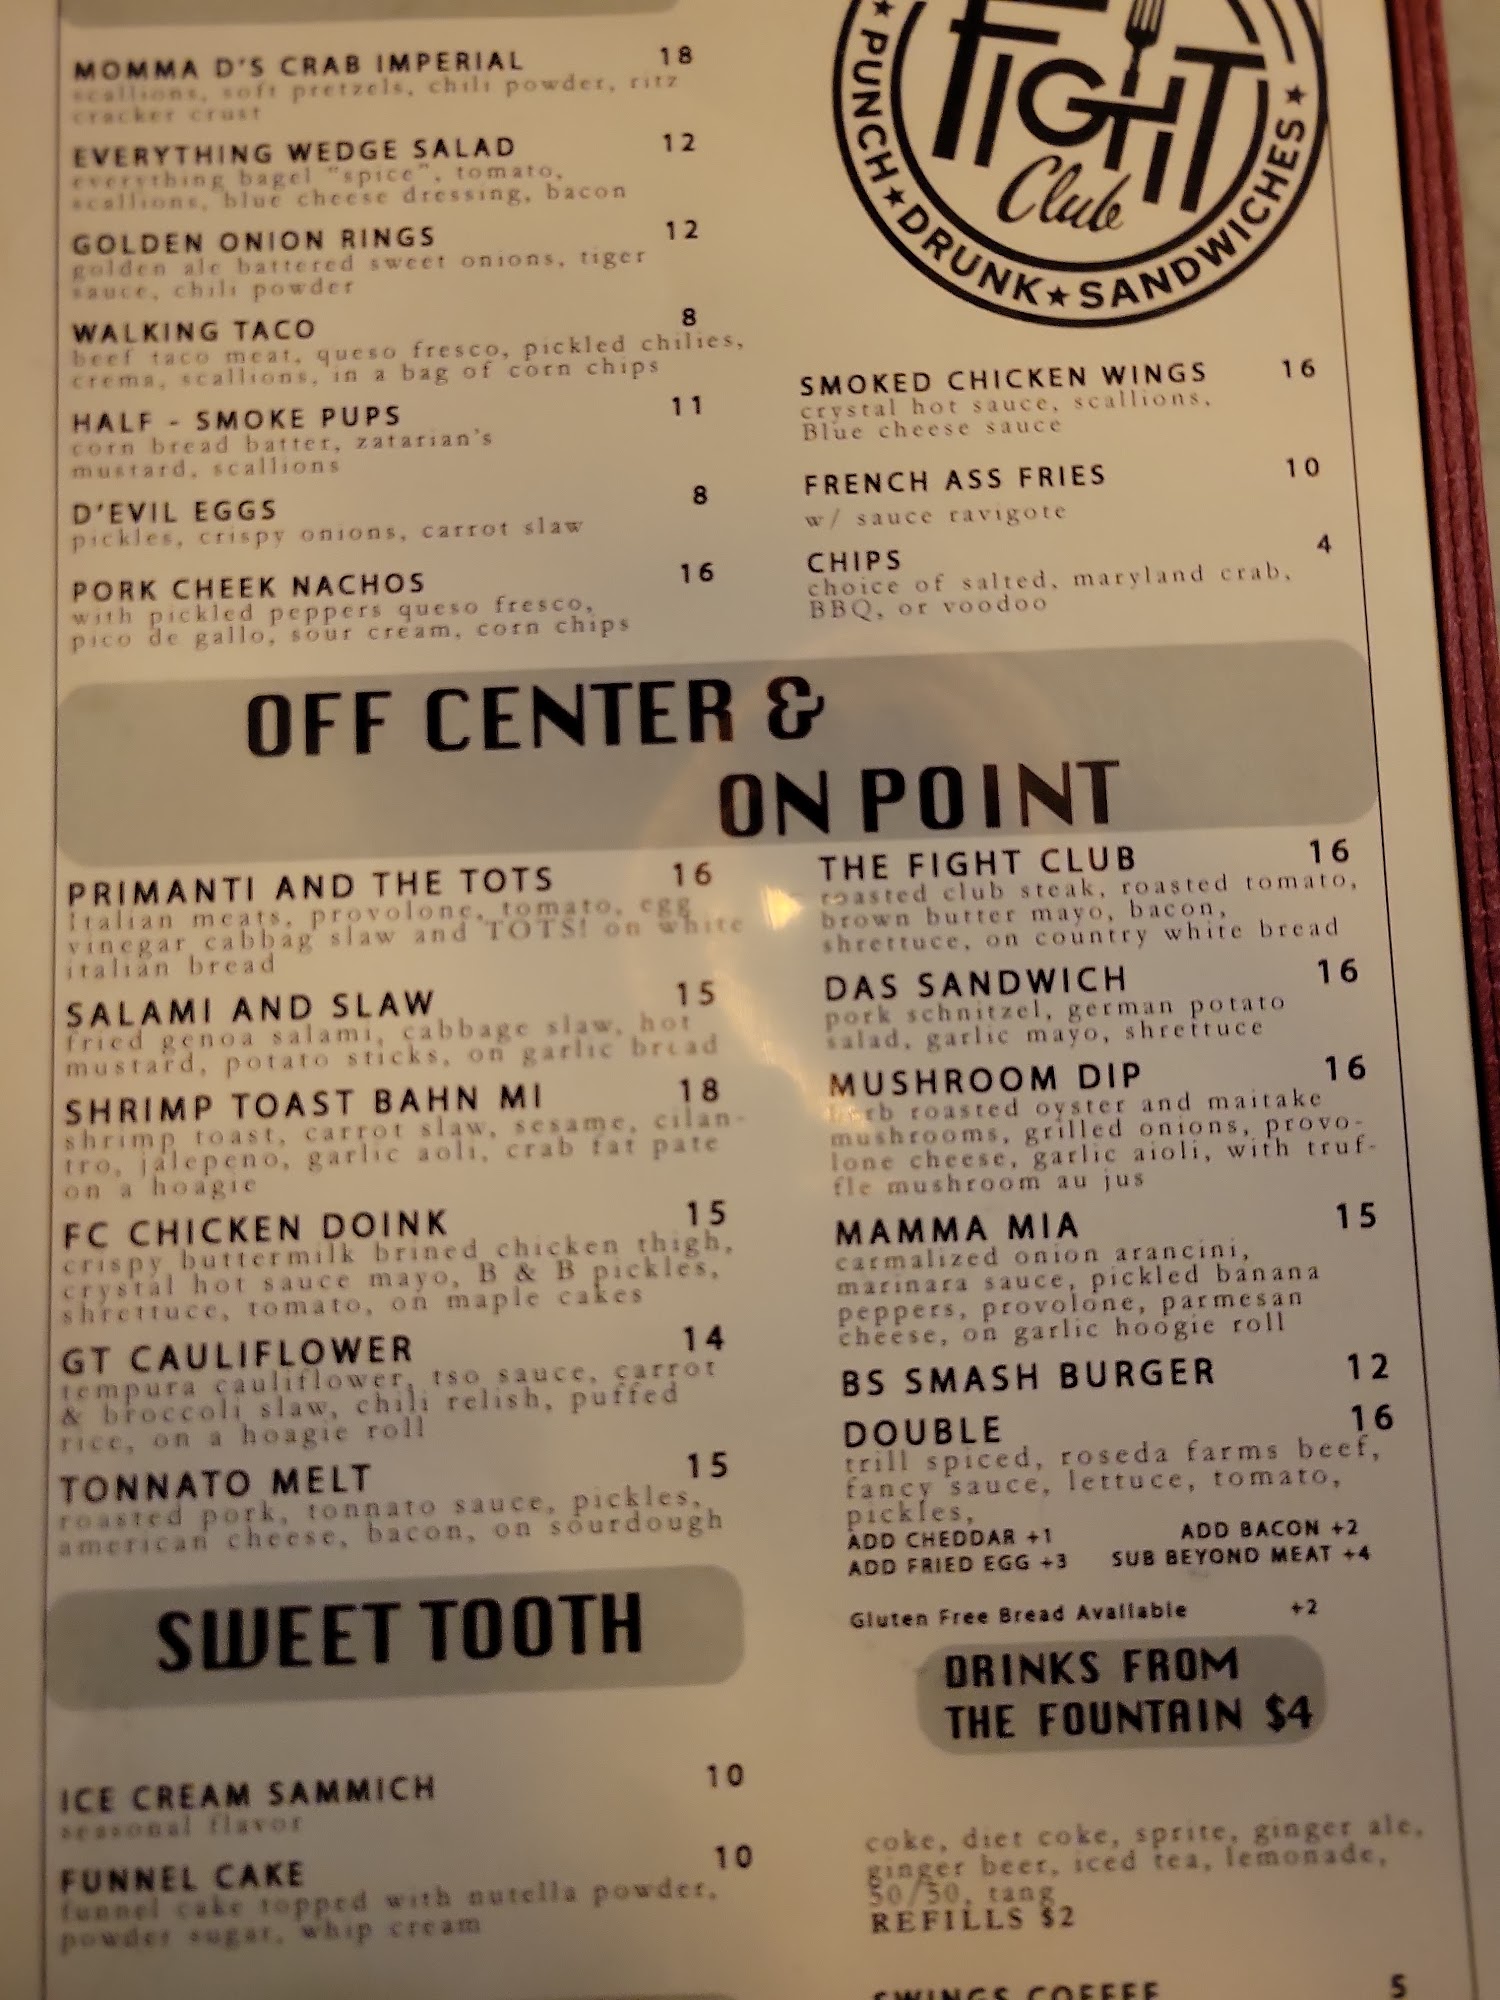 MOMMA D'S CRAB IMPERIAL 18
scallions, soft pretzels, chili powder, ritz
cracker crust
EVERYTHING WEDGE SALAD 12
everything bagel "spice", tomato,
scallions, blue cheese dressing, bacon
GOLDEN ONION RINGS 12
golden ale battered sweet onions, tiger
sauce, chili powder
WALKING TACO 8
beef taco meat, queso fresco, pickled chilies,
crema, scallions, in a bag of corn chips
HALF - SMOKE PUPS 11
corn bread batter, zatarian's
mustard, scallions
D'EVIL EGGS 8
pickles, crispy onions, carrot slaw
PORK CHEEK NACHOS 16
with pickled peppers queso fresco,
pico de gallo, sour cream, corn chips
FIGHT
Club
PUNCH ★ DRUNK ★ SANDWICHES
SMOKED CHICKEN WINGS 16
crystal hot sauce, scallions,
Blue cheese sauce
FRENCH ASS FRIES 10
w/ sauce ravigote
CHIPS 4
choice of salted, maryland crab,
BBQ, or voodoo
OFF CENTER &
ON POINT
PRIMANTI AND THE TOTS 16
Italian meats, provolone, tomato, egg
vinegar cabbag slaw and TOTS! on white
italian bread
SALAMI AND SLAW 15
fried genoa salami, cabbage slaw, hot
mustard, potato sticks, on garlic bread
SHRIMP TOAST BAHN MI 18
shrimp toast, carrot slaw, sesame, cilan-
tro, jalepeno, garlic aoli, crab fat pate
on a hoagie
FC CHICKEN DOINK 15
crispy buttermilk brined chicken thigh,
crystal hot sauce mayo, B & B pickles,
shrettuce, tomato, on maple cakes
GT CAULIFLOWER 14
tempura cauliflower, tso sauce, carrot
& broccoli slaw, chili relish, puffed
rice, on a hoagie roll
TONNATO MELT 15
roasted pork, tonnato sauce, pickles,
american cheese, bacon, on sourdough
THE FIGHT CLUB 16
roasted club steak, roasted tomato,
brown butter mayo, bacon,
shrettuce, on country white bread
DAS SANDWICH 16
pork schnitzel, german potato
salad, garlic mayo, shrettuce
MUSHROOM DIP 16
herb roasted oyster and maitake
mushrooms, grilled onions, provo-
lone cheese, garlic aioli, with truf-
fle mushroom au jus
MAMMA MIA 15
carmalized onion arancini,
marinara sauce, pickled banana
peppers, provolone, parmesan
cheese, on garlic hoogie roll
BS SMASH BURGER 12
DOUBLE 16
trill spiced, roseda farms beef,
fancy sauce, lettuce, tomato,
pickles,
ADD CHEDDAR +1 ADD BACON +2
ADD FRIED EGG +3 SUB BEYOND MEAT +4
Gluten Free Bread Available +2
SWEET TOOTH
ICE CREAM SAMMICH 10
seasonal flavor
FUNNEL CAKE 10
funnel cake topped with nutella powder,
powder sugar, whip cream
DRINKS FROM
THE FOUNTAIN $4
coke, diet coke, sprite, ginger ale,
ginger beer, iced tea, lemonade,
50/50, tang
REFILLS $2
SWINGS COFFEE 5